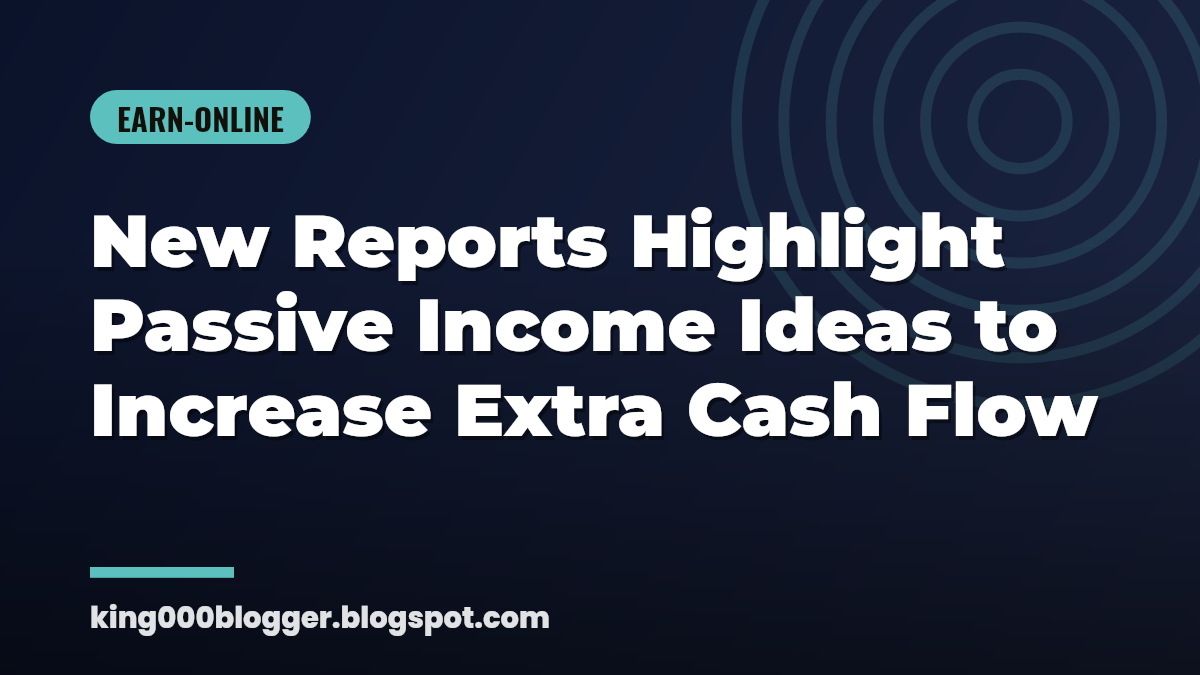 EARN-ONLINE
New Reports Highlight
Passive Income Ideas to
Increase Extra Cash Flow
king000blogger.blogspot.com